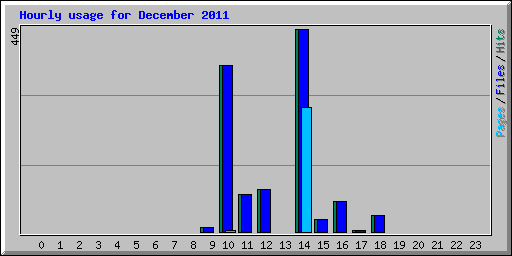 Hourly usage for December 2011
449
Pages/Files/Hits
0 1 2 3 4 5 6 7 8 9 10 11 12 13 14 15 16 17 18 19 20 21 22 23